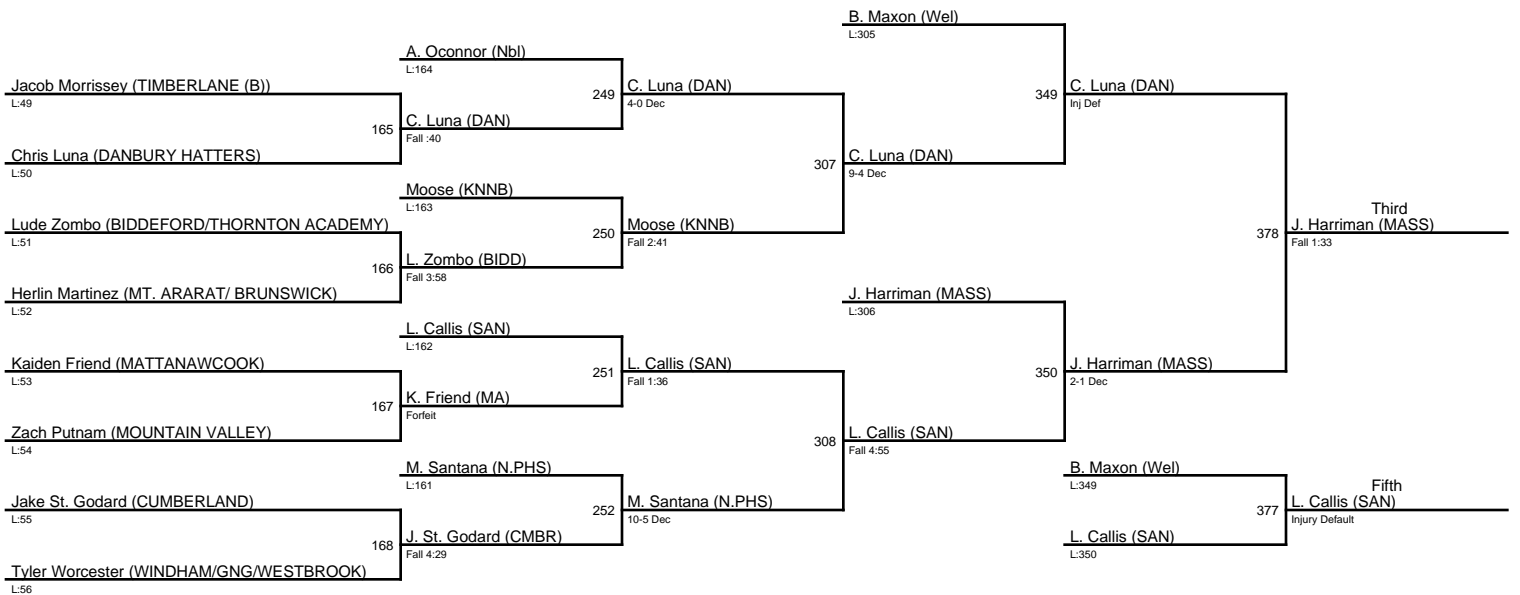 B. Maxon (Wel)
L:305
A. Oconnor (Nbl)
L:164
Jacob Morrissey (TIMBERLANE (B))
L:49
249
C. Luna (DAN)
4-0 Dec
349
C. Luna (DAN)
Inj Def
165
C. Luna (DAN)
Fall :40
Chris Luna (DANBURY HATTERS)
L:50
307
C. Luna (DAN)
9-4 Dec
Moose (KNNB)
L:163
Third
Lude Zombo (BIDDEFORD/THORNTON ACADEMY)
L:51
250
Moose (KNNB)
Fall 2:41
378
J. Harriman (MASS)
Fall 1:33
166
L. Zombo (BIDD)
Fall 3:58
Herlin Martinez (MT. ARARAT/ BRUNSWICK)
L:52
J. Harriman (MASS)
L:306
L. Callis (SAN)
L:162
Kaiden Friend (MATTANAWCOOK)
L:53
251
L. Callis (SAN)
Fall 1:36
350
J. Harriman (MASS)
2-1 Dec
167
K. Friend (MA)
Forfeit
Zach Putnam (MOUNTAIN VALLEY)
L:54
308
L. Callis (SAN)
Fall 4:55
M. Santana (N.PHS)
L:161
B. Maxon (Wel)
L:349
Fifth
Jake St. Godard (CUMBERLAND)
L:55
252
M. Santana (N.PHS)
10-5 Dec
377
L. Callis (SAN)
Injury Default
168
J. St. Godard (CMBR)
Fall 4:29
L. Callis (SAN)
L:350
Tyler Worcester (WINDHAM/GNG/WESTBROOK)
L:56